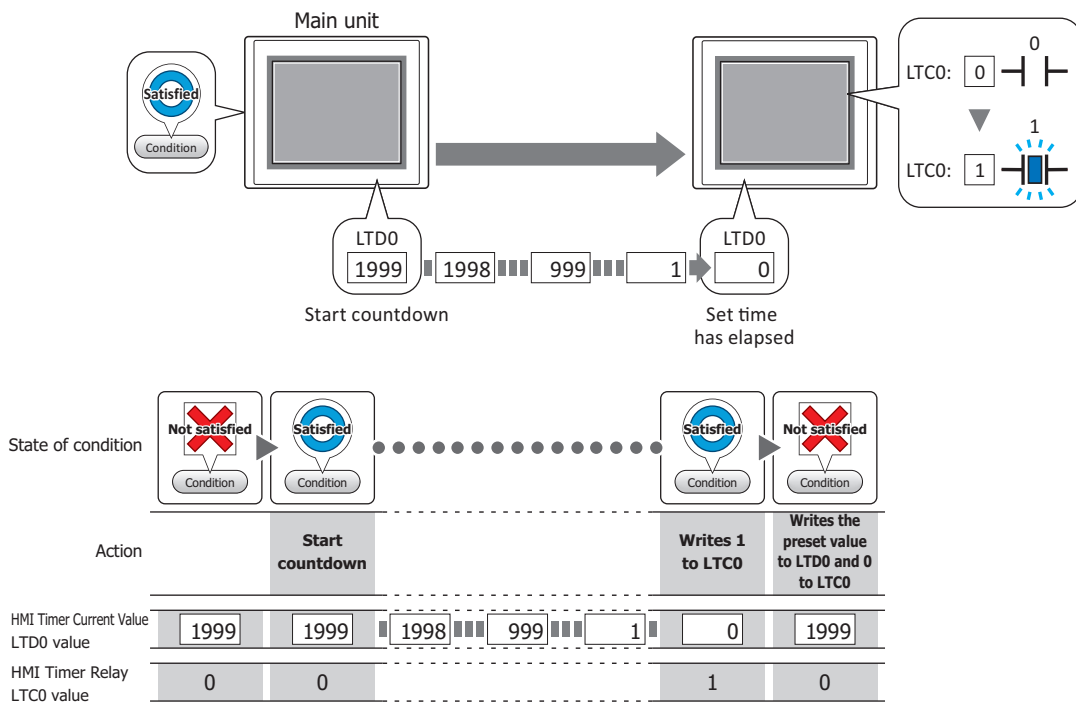 Main unit
Satisfied
Condition
LTC0: 0
0
1
LTC0: 1
LTD0
1999
1998
999
1
LTD0
0
Start countdown
Set time
has elapsed
State of condition
Not satisfied
Condition
Satisfied
Condition
Satisfied
Condition
Not satisfied
Condition
Action
Start
countdown
Writes 1
to LTC0
Writes the
preset value
to LTD0 and 0
to LTC0
HMI Timer Current Value
LTD0 value
1999
1999
1998
999
1
0
1999
HMI Timer Relay
LTC0 value
0
0
1
0